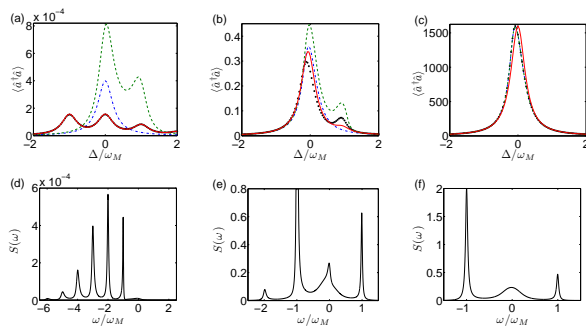 (a)
(b)
(c)
x 10⁻⁴
8
6
4
2
0
⟨â†â⟩
−2 0 2
Δ/ω_M
0.4
0.3
0.2
0.1
0
⟨â†â⟩
−2 0 2
Δ/ω_M
1500
1000
500
0
⟨â†â⟩
−2 0 2
Δ/ω_M
(d)
(e)
(f)
x 10⁻⁴
6
4
2
0
S(ω)
−6 −4 −2 0 2
ω/ω_M
0.8
0.6
0.4
0.2
0
S(ω)
−2 −1 0 1
ω/ω_M
2
1.5
1
0.5
0
S(ω)
−1 0 1
ω/ω_M